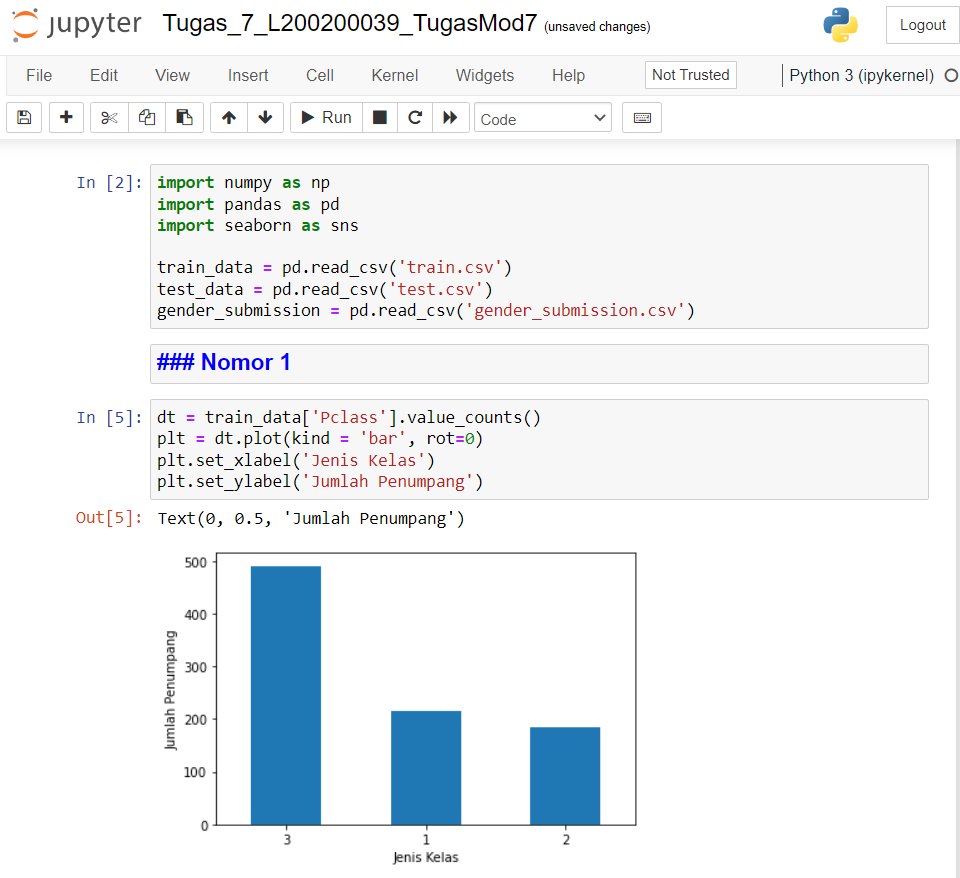 jupyter Tugas_7_L200200039_TugasMod7 (unsaved changes) Logout
File Edit View Insert Cell Kernel Widgets Help Not Trusted Python 3 (ipykernel)
Run Code
In [2]: import numpy as np
import pandas as pd
import seaborn as sns
train_data = pd.read_csv('train.csv')
test_data = pd.read_csv('test.csv')
gender_submission = pd.read_csv('gender_submission.csv')
### Nomor 1
In [5]: dt = train_data['Pclass'].value_counts()
plt = dt.plot(kind = 'bar', rot=0)
plt.set_xlabel('Jenis Kelas')
plt.set_ylabel('Jumlah Penumpang')
Out[5]: Text(0, 0.5, 'Jumlah Penumpang')
Jumlah Penumpang
500
400
300
200
100
0
3 1 2
Jenis Kelas